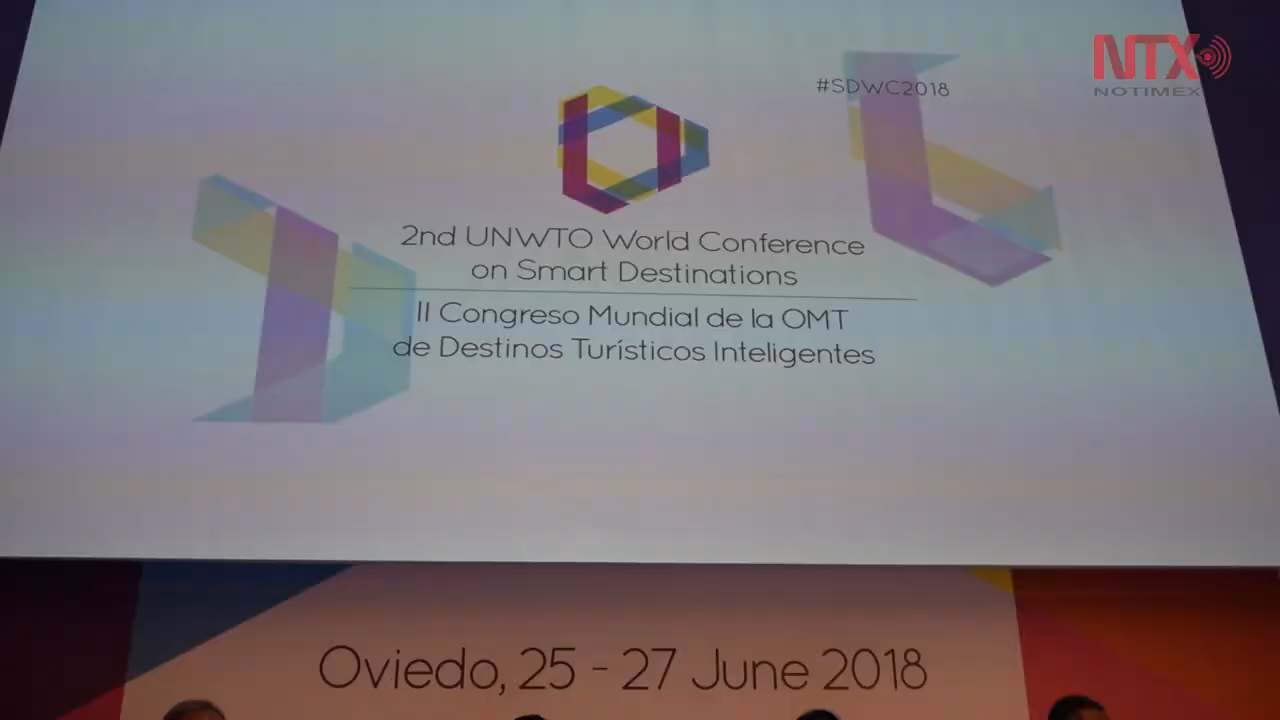 NTX
NOTIMEX
#SDWC2018
2nd UNWTO World Conference
on Smart Destinations
II Congreso Mundial de la OMT
de Destinos Turísticos Inteligentes
Oviedo, 25 - 27 June 2018